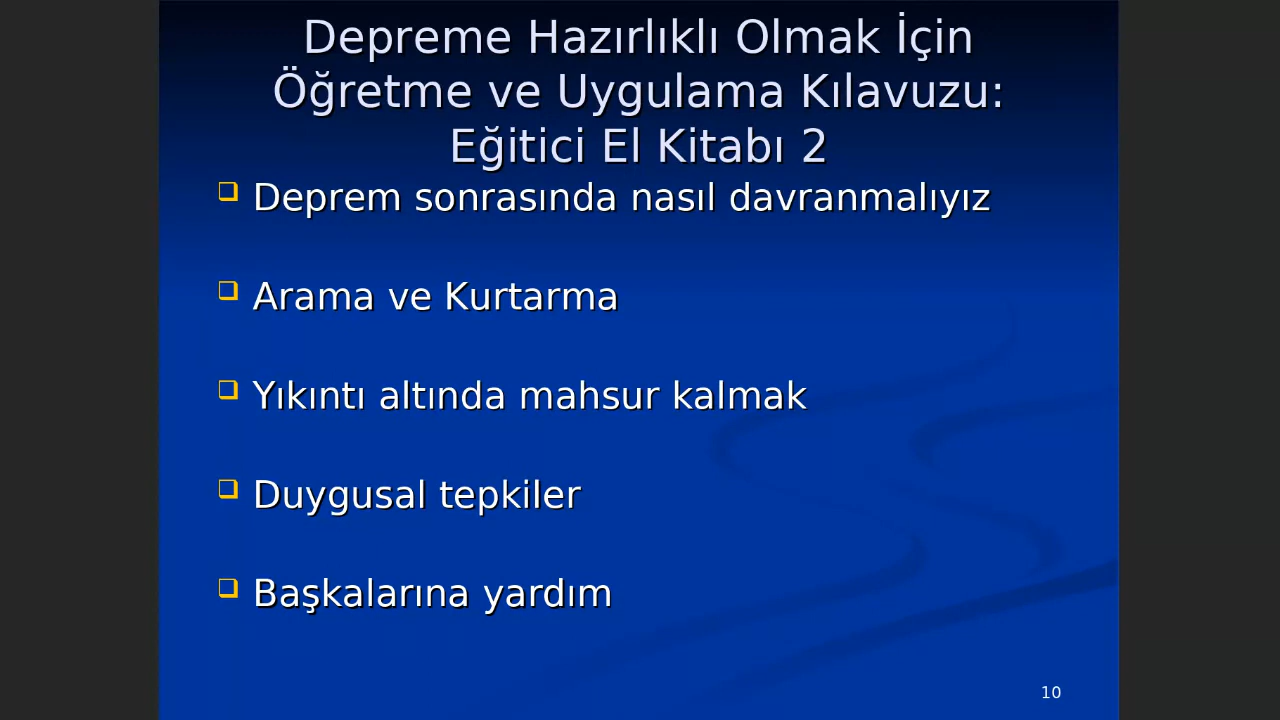 Depreme Hazırlıklı Olmak İçin
Öğretme ve Uygulama Kılavuzu:
Eğitici El Kitabı 2
Deprem sonrasında nasıl davranmalıyız
Arama ve Kurtarma
Yıkıntı altında mahsur kalmak
Duygusal tepkiler
Başkalarına yardım
10